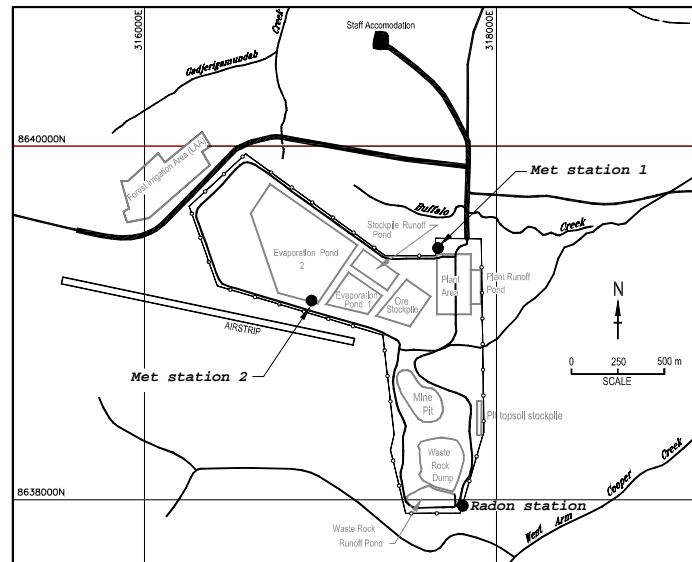 316000E
318000E
Staff Accomodation
Creek
Gadjerigamundah
8640000N
Forest Irrigation Area (LAA)
Met station 1
Buffalo
Creek
Stockpile Runoff
Pond
Evaporation Pond
2
Plant
Area
Plant Runoff
Pond
Evaporation
Pond 1
Ore
Stockpile
N
AIRSTRIP
0 250 500 m
SCALE
Met station 2
Mine
Pit
Pit topsoil stockpile
Waste
Rock
Dump
8638000N
Radon station
West Arm Cooper Creek
Waste Rock
Runoff Pond